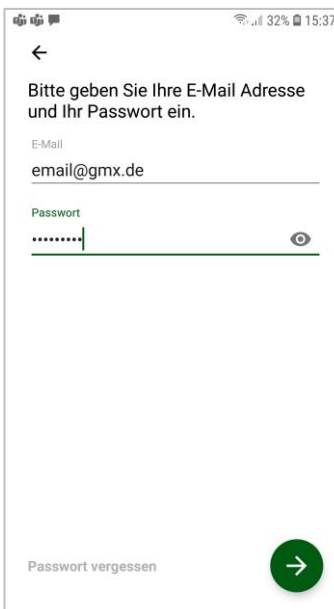 32% 15:37
Bitte geben Sie Ihre E-Mail Adresse
und Ihr Passwort ein.
E-Mail
email@gmx.de
Passwort
•••••••••
Passwort vergessen